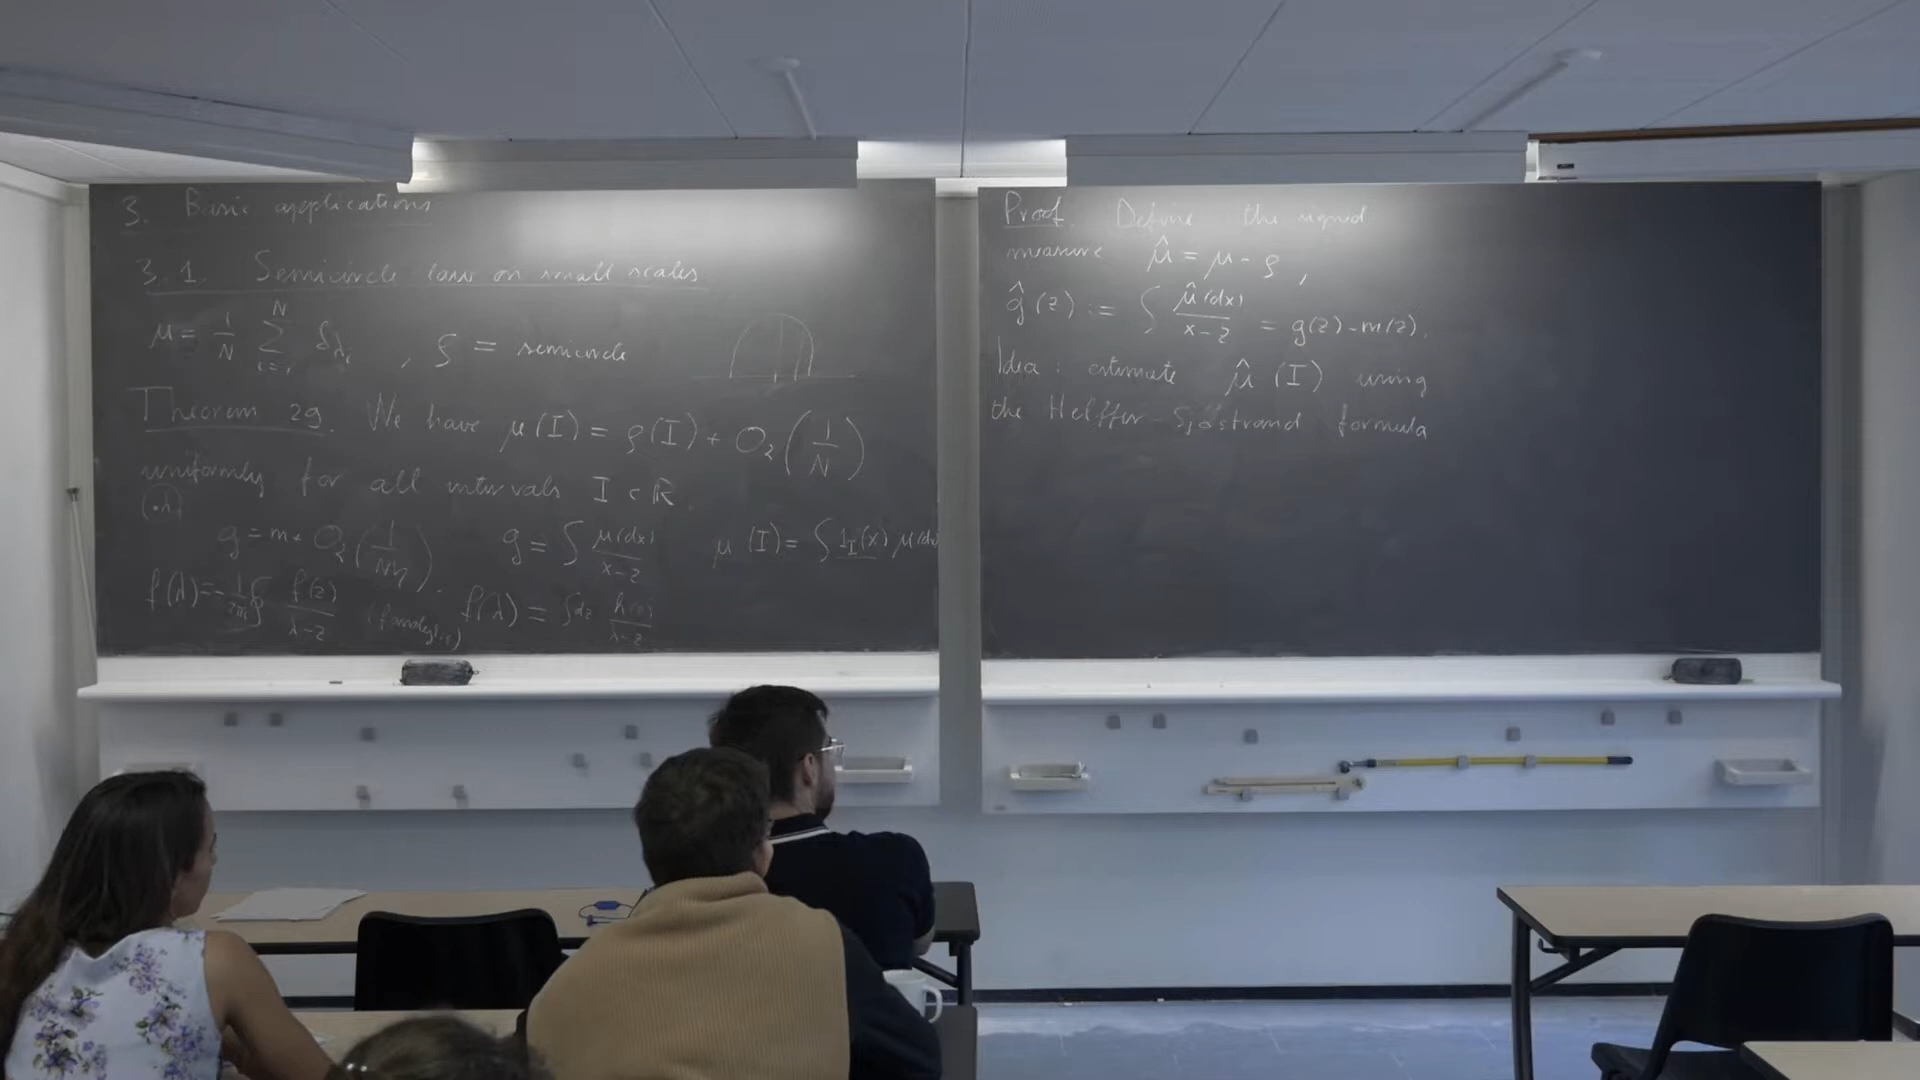 3. Basic applications
3.1. Semicircle law on small scales
μ = 1/N ∑_{i=1}^N δ_{λ_i} , ϱ = semicircle
Theorem 29. We have μ(I) = ϱ(I) + O_≺(1/N)
uniformly for all intervals I ⊂ ℝ.
g = m + O_≺(1/(Nη)). g = ∫ μ(dx)/(x-z) μ(I) = ∫ 1_I(x) μ(dx)
f(λ) = -1/(2πi) ∮ f(z)/(λ-z) (f analytic) f(λ) = ∫dz h(z)/(λ-z)
Proof. Define the signed
measure μ̂ = μ - ϱ ,
ĝ(z) := ∫ μ̂(dx)/(x-z) = g(z) - m(z).
Idea: estimate μ̂(I) using
the Helffer-Sjöstrand formula